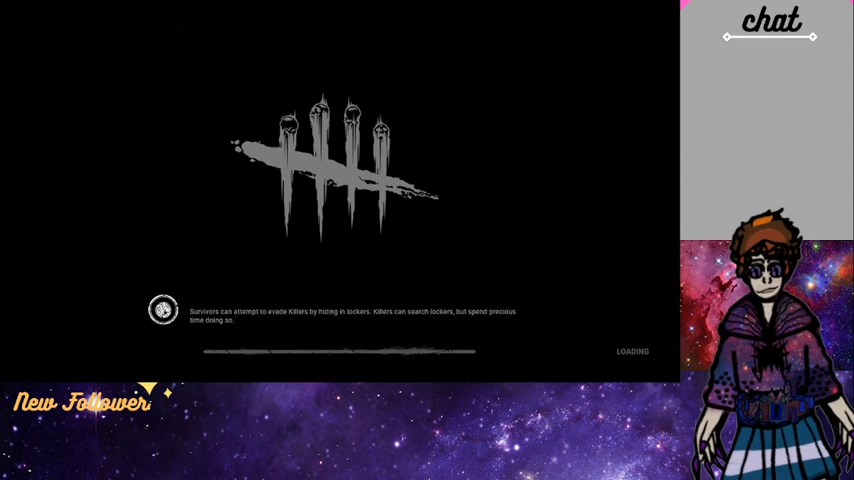 chat
Survivors can attempt to evade Killers by hiding in lockers. Killers can search lockers, but spend precious
time doing so.
LOADING
New Follower: